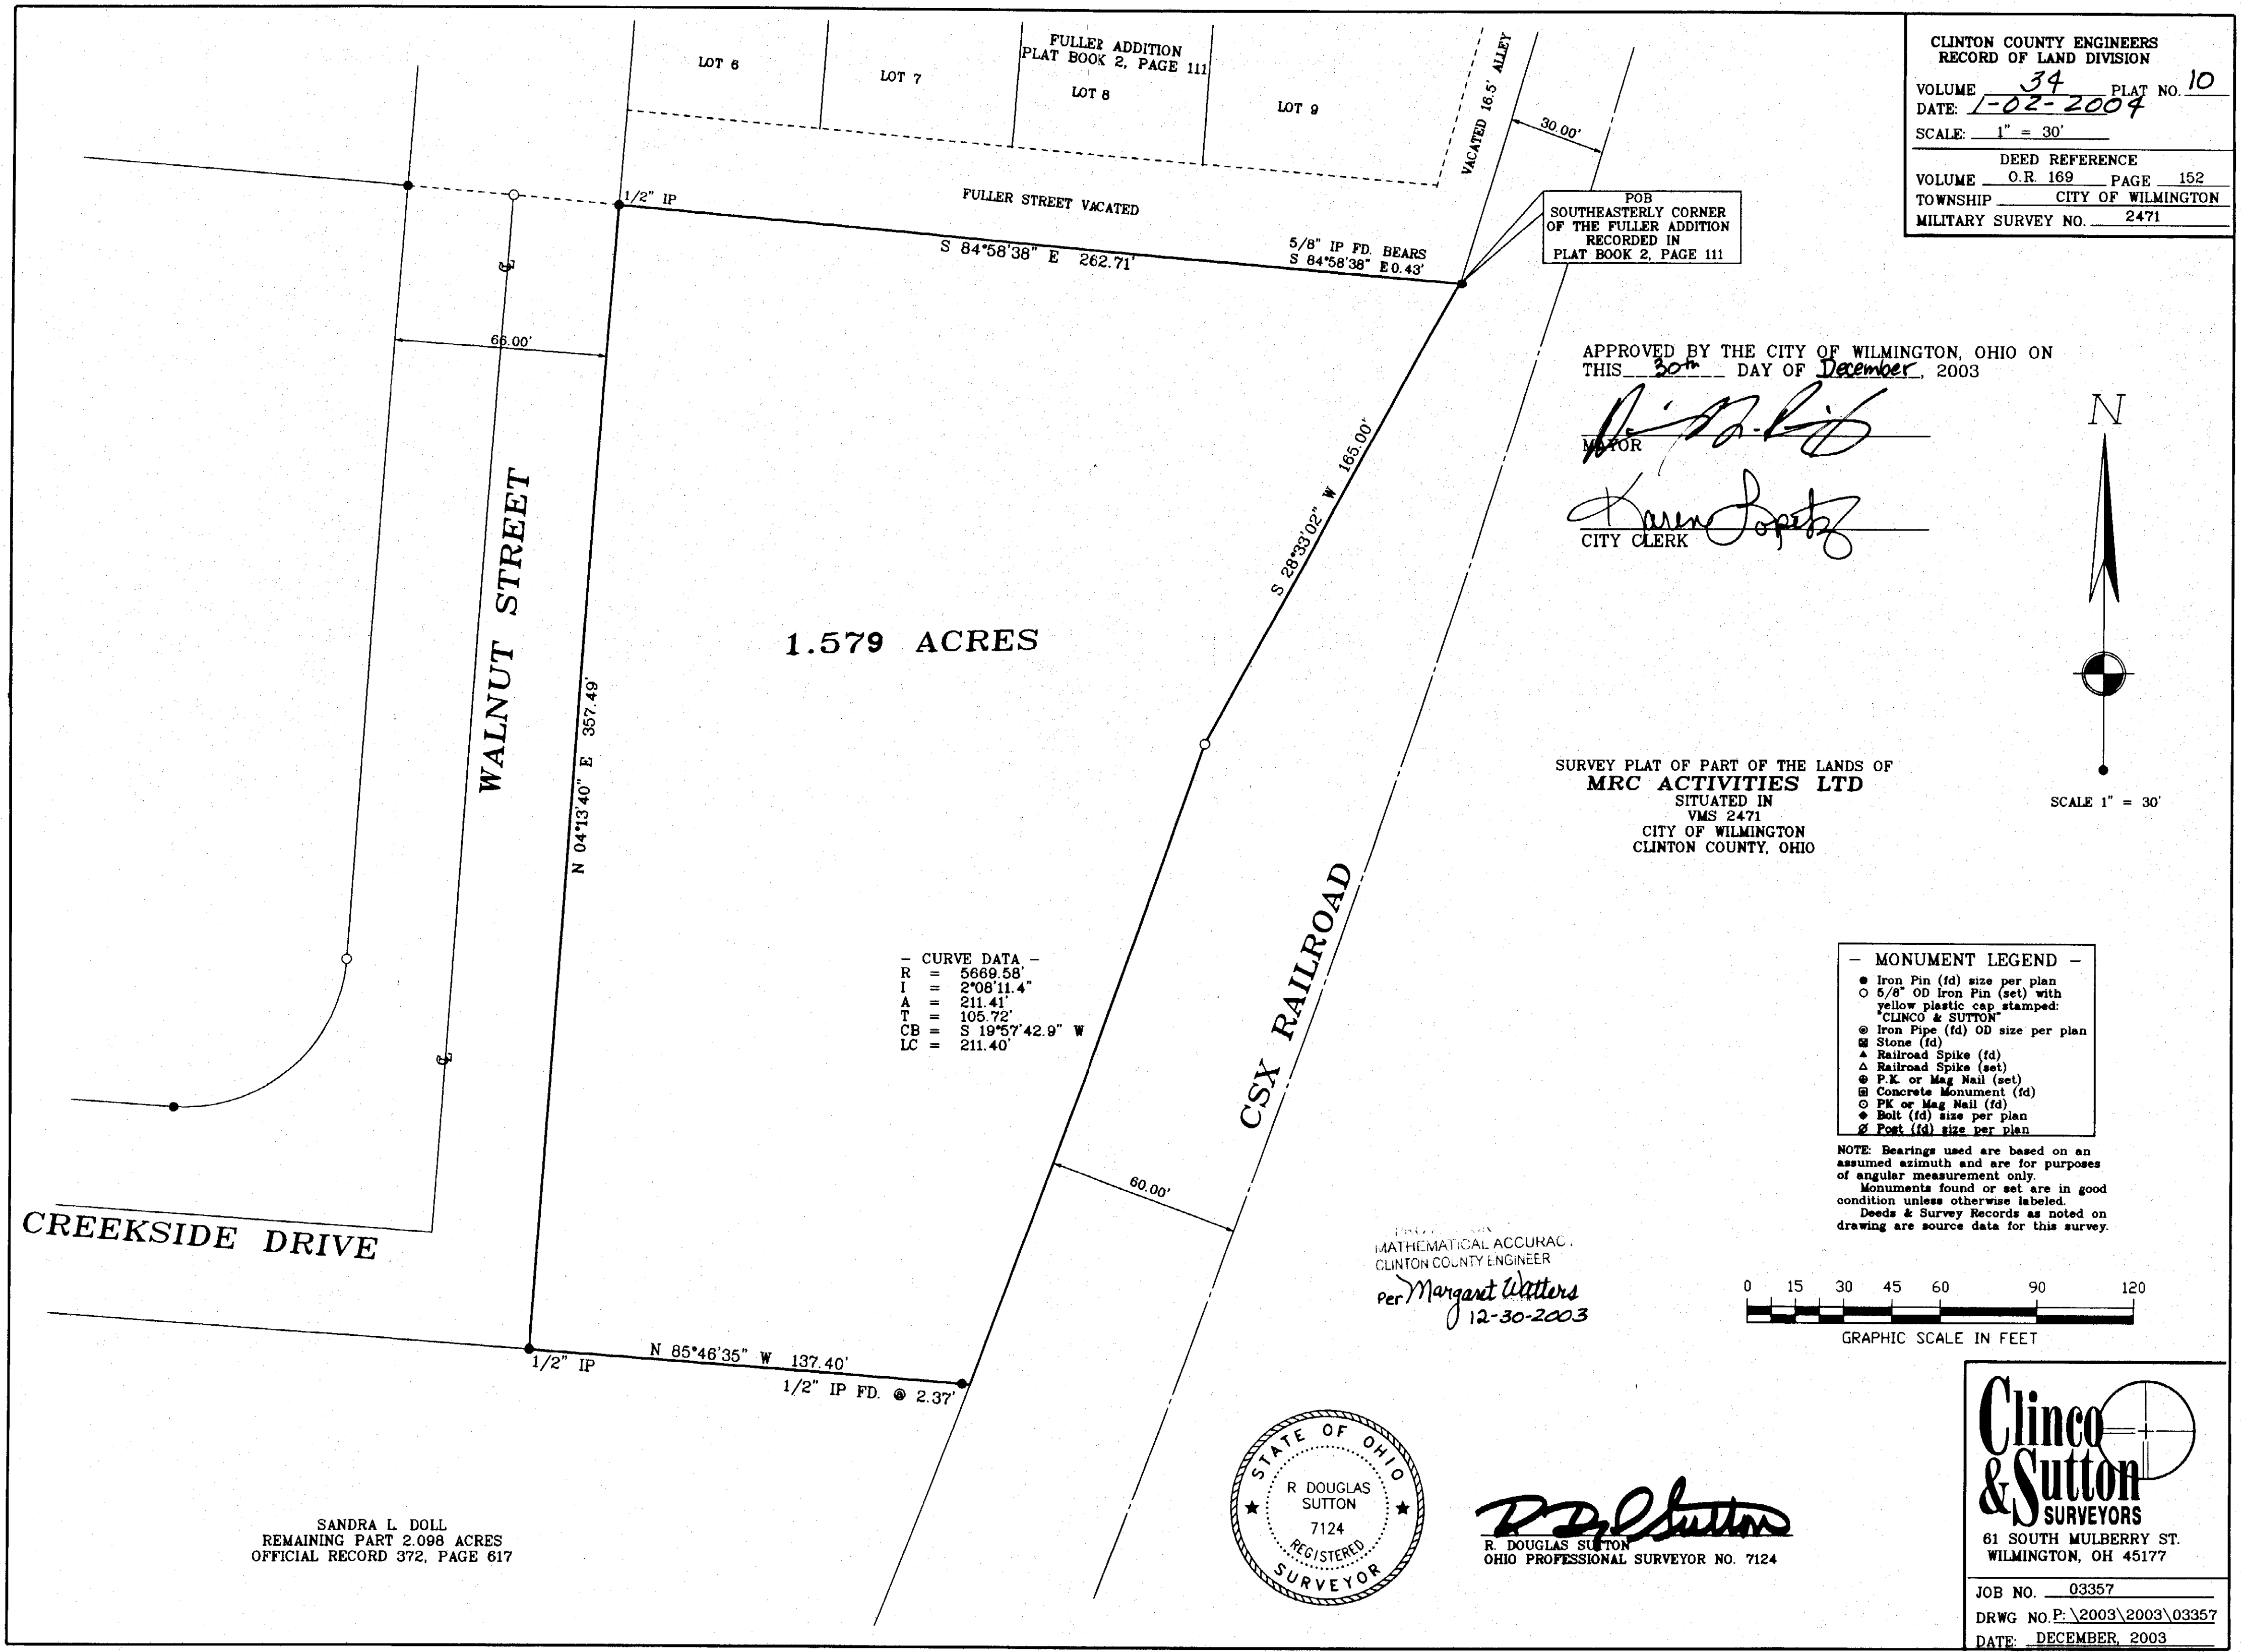 CLINTON COUNTY ENGINEERS
RECORD OF LAND DIVISION
VOLUME 34 PLAT NO. 10
DATE: 1-02-2004
SCALE: 1" = 30'
DEED REFERENCE
VOLUME O.R. 169 PAGE 152
TOWNSHIP CITY OF WILMINGTON
MILITARY SURVEY NO. 2471
LOT 6
LOT 7
FULLER ADDITION
PLAT BOOK 2, PAGE 111
LOT 8
LOT 9
VACATED 16.5' ALLEY
30.00'
1/2" IP
FULLER STREET VACATED
S 84°58'38" E 262.71'
5/8" IP FD. BEARS
S 84°58'38" E 0.43'
POB
SOUTHEASTERLY CORNER
OF THE FULLER ADDITION
RECORDED IN
PLAT BOOK 2, PAGE 111
66.00'
APPROVED BY THE CITY OF WILMINGTON, OHIO ON
THIS 30th DAY OF December, 2003
MAYOR
Karen Lopetz
CITY CLERK
N
SCALE 1" = 30'
WALNUT STREET
N 04°13'40" E 357.49'
1.579 ACRES
S 28°33'02" W 165.00'
SURVEY PLAT OF PART OF THE LANDS OF
MRC ACTIVITIES LTD
SITUATED IN
VMS 2471
CITY OF WILMINGTON
CLINTON COUNTY, OHIO
- CURVE DATA -
R = 5669.58'
I = 2°08'11.4"
A = 211.41'
T = 105.72'
CB = S 19°57'42.9" W
LC = 211.40'
CSX RAILROAD
60.00'
- MONUMENT LEGEND -
Iron Pin (fd) size per plan
5/8" OD Iron Pin (set) with
yellow plastic cap stamped:
"CLINCO & SUTTON"
Iron Pipe (fd) OD size per plan
Stone (fd)
Railroad Spike (fd)
Railroad Spike (set)
P.K. or Mag Nail (set)
Concrete Monument (fd)
PK or Mag Nail (fd)
Bolt (fd) size per plan
Post (fd) size per plan
NOTE: Bearings used are based on an
assumed azimuth and are for purposes
of angular measurement only.
Monuments found or set are in good
condition unless otherwise labeled.
Deeds & Survey Records as noted on
drawing are source data for this survey.
CREEKSIDE DRIVE
1/2" IP
N 85°46'35" W 137.40'
1/2" IP FD. @ 2.37'
MATHEMATICAL ACCURAC
CLINTON COUNTY ENGINEER
Per Margaret Watters
12-30-2003
0 15 30 45 60 90 120
GRAPHIC SCALE IN FEET
SANDRA L DOLL
REMAINING PART 2.098 ACRES
OFFICIAL RECORD 372, PAGE 617
STATE OF OHIO
R DOUGLAS
SUTTON
7124
REGISTERED
SURVEYOR
R. DOUGLAS SUTTON
OHIO PROFESSIONAL SURVEYOR NO. 7124
Clinco
& Sutton
SURVEYORS
61 SOUTH MULBERRY ST.
WILMINGTON, OH 45177
JOB NO. 03357
DRWG NO. P:\2003\2003\03357
DATE: DECEMBER, 2003